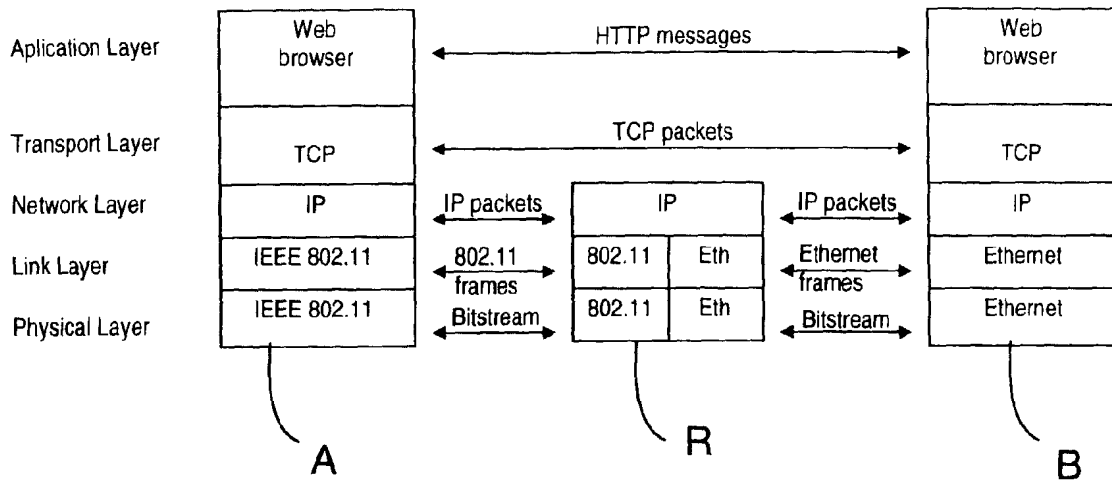 Aplication Layer
Web
browser
HTTP messages
Web
browser
Transport Layer
TCP
TCP packets
TCP
Network Layer
IP
IP packets
IP
IP packets
IP
Link Layer
IEEE 802.11
802.11
frames
802.11
Eth
Ethernet
frames
Ethernet
Physical Layer
IEEE 802.11
Bitstream
802.11
Eth
Bitstream
Ethernet
A
R
B